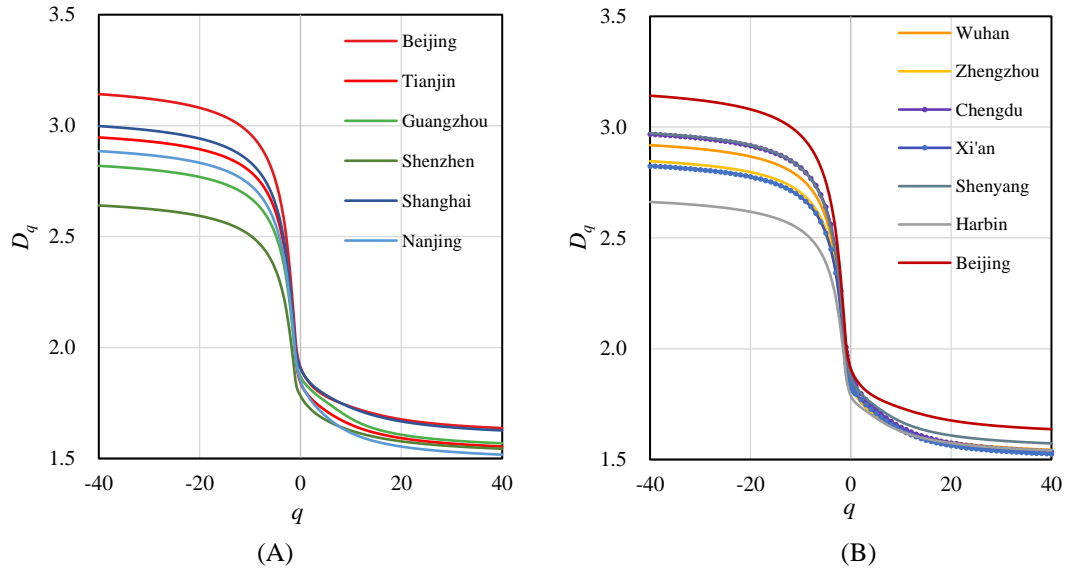 3.5
3.0
2.5
2.0
1.5
D_q
-40
-20
0
20
40
q
Beijing
Tianjin
Guangzhou
Shenzhen
Shanghai
Nanjing
(A)
3.5
3.0
2.5
2.0
1.5
D_q
-40
-20
0
20
40
q
Wuhan
Zhengzhou
Chengdu
Xi'an
Shenyang
Harbin
Beijing
(B)